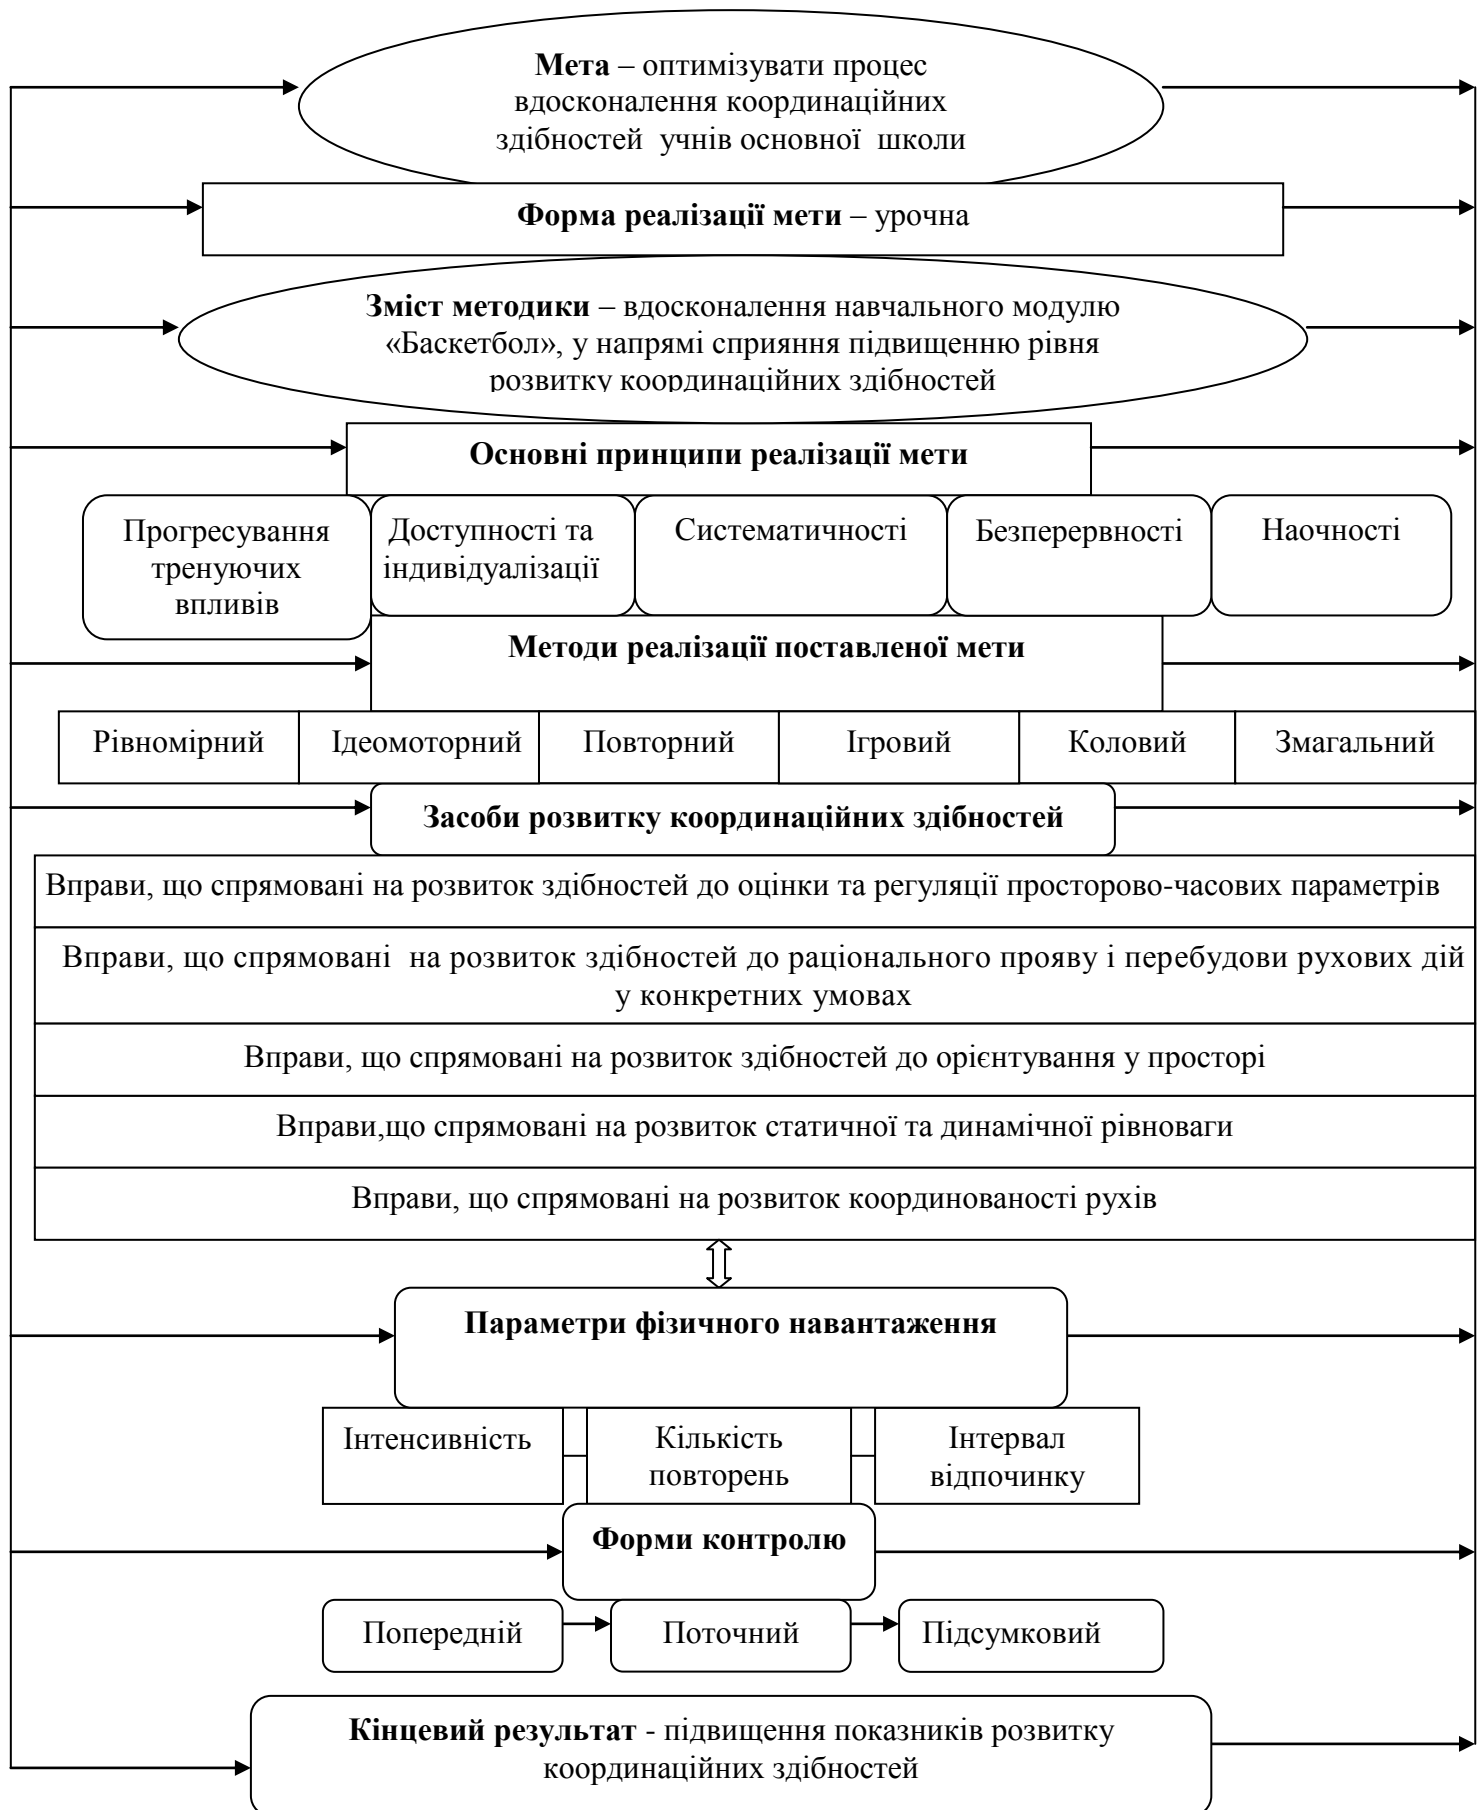 Мета – оптимізувати процес
вдосконалення координаційних
здібностей учнів основної школи
Форма реалізації мети – урочна
Зміст методики – вдосконалення навчального модулю
«Баскетбол», у напрямі сприяння підвищенню рівня
розвитку координаційних здібностей
Основні принципи реалізації мети
Прогресування
тренуючих
впливів
Доступності та
індивідуалізації
Систематичності
Безперервності
Наочності
Методи реалізації поставленої мети
Рівномірний
Ідеомоторний
Повторний
Ігровий
Коловий
Змагальний
Засоби розвитку координаційних здібностей
Вправи, що спрямовані на розвиток здібностей до оцінки та регуляції просторово-часових параметрів
Вправи, що спрямовані на розвиток здібностей до раціонального прояву і перебудови рухових дій
у конкретних умовах
Вправи, що спрямовані на розвиток здібностей до орієнтування у просторі
Вправи,що спрямовані на розвиток статичної та динамічної рівноваги
Вправи, що спрямовані на розвиток координованості рухів
Параметри фізичного навантаження
Інтенсивність
Кількість
повторень
Інтервал
відпочинку
Форми контролю
Попередній
Поточний
Підсумковий
Кінцевий результат - підвищення показників розвитку
координаційних здібностей